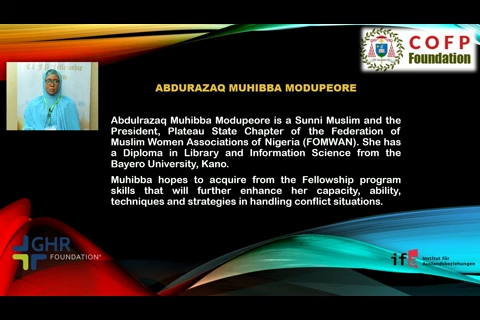 COFP
Foundation
ABDURAZAQ MUHIBBA MODUPEORE
Abdulrazaq Muhibba Modupeore is a Sunni Muslim and the
President, Plateau State Chapter of the Federation of
Muslim Women Associations of Nigeria (FOMWAN). She has
a Diploma in Library and Information Science from the
Bayero University, Kano.
Muhibba hopes to acquire from the Fellowship program
skills that will further enhance her capacity, ability,
techniques and strategies in handling conflict situations.
GHR
FOUNDATION
ifa
Institut für
Auslandsbeziehungen